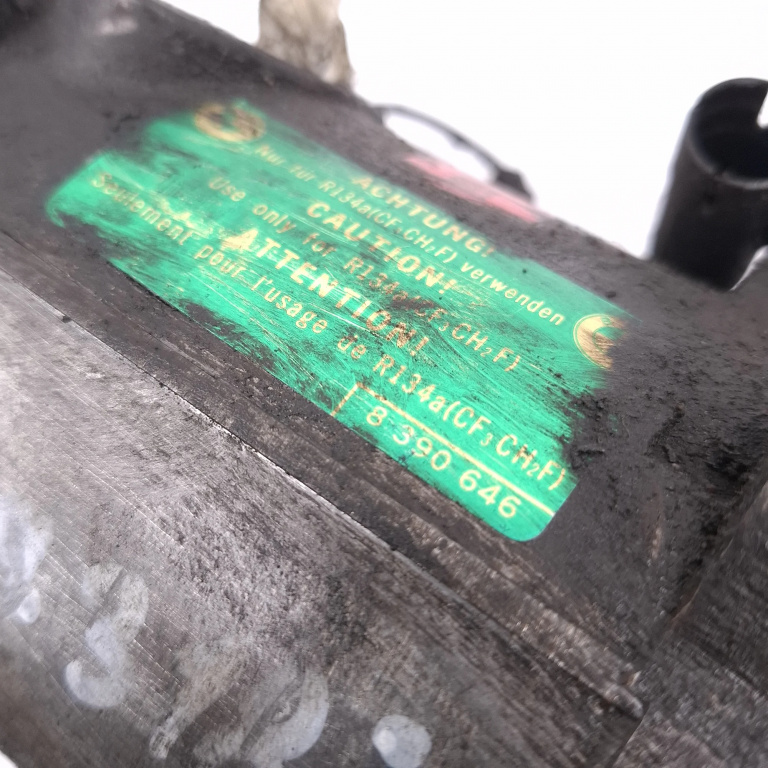 ACHTUNG!
Nur für R134a(CF₃CH₂F) verwenden
CAUTION!
Use only for R134a(CF₃CH₂F)
ATTENTION!
Seulement pour l'usage de R134a(CF₃CH₂F)
8 390 646